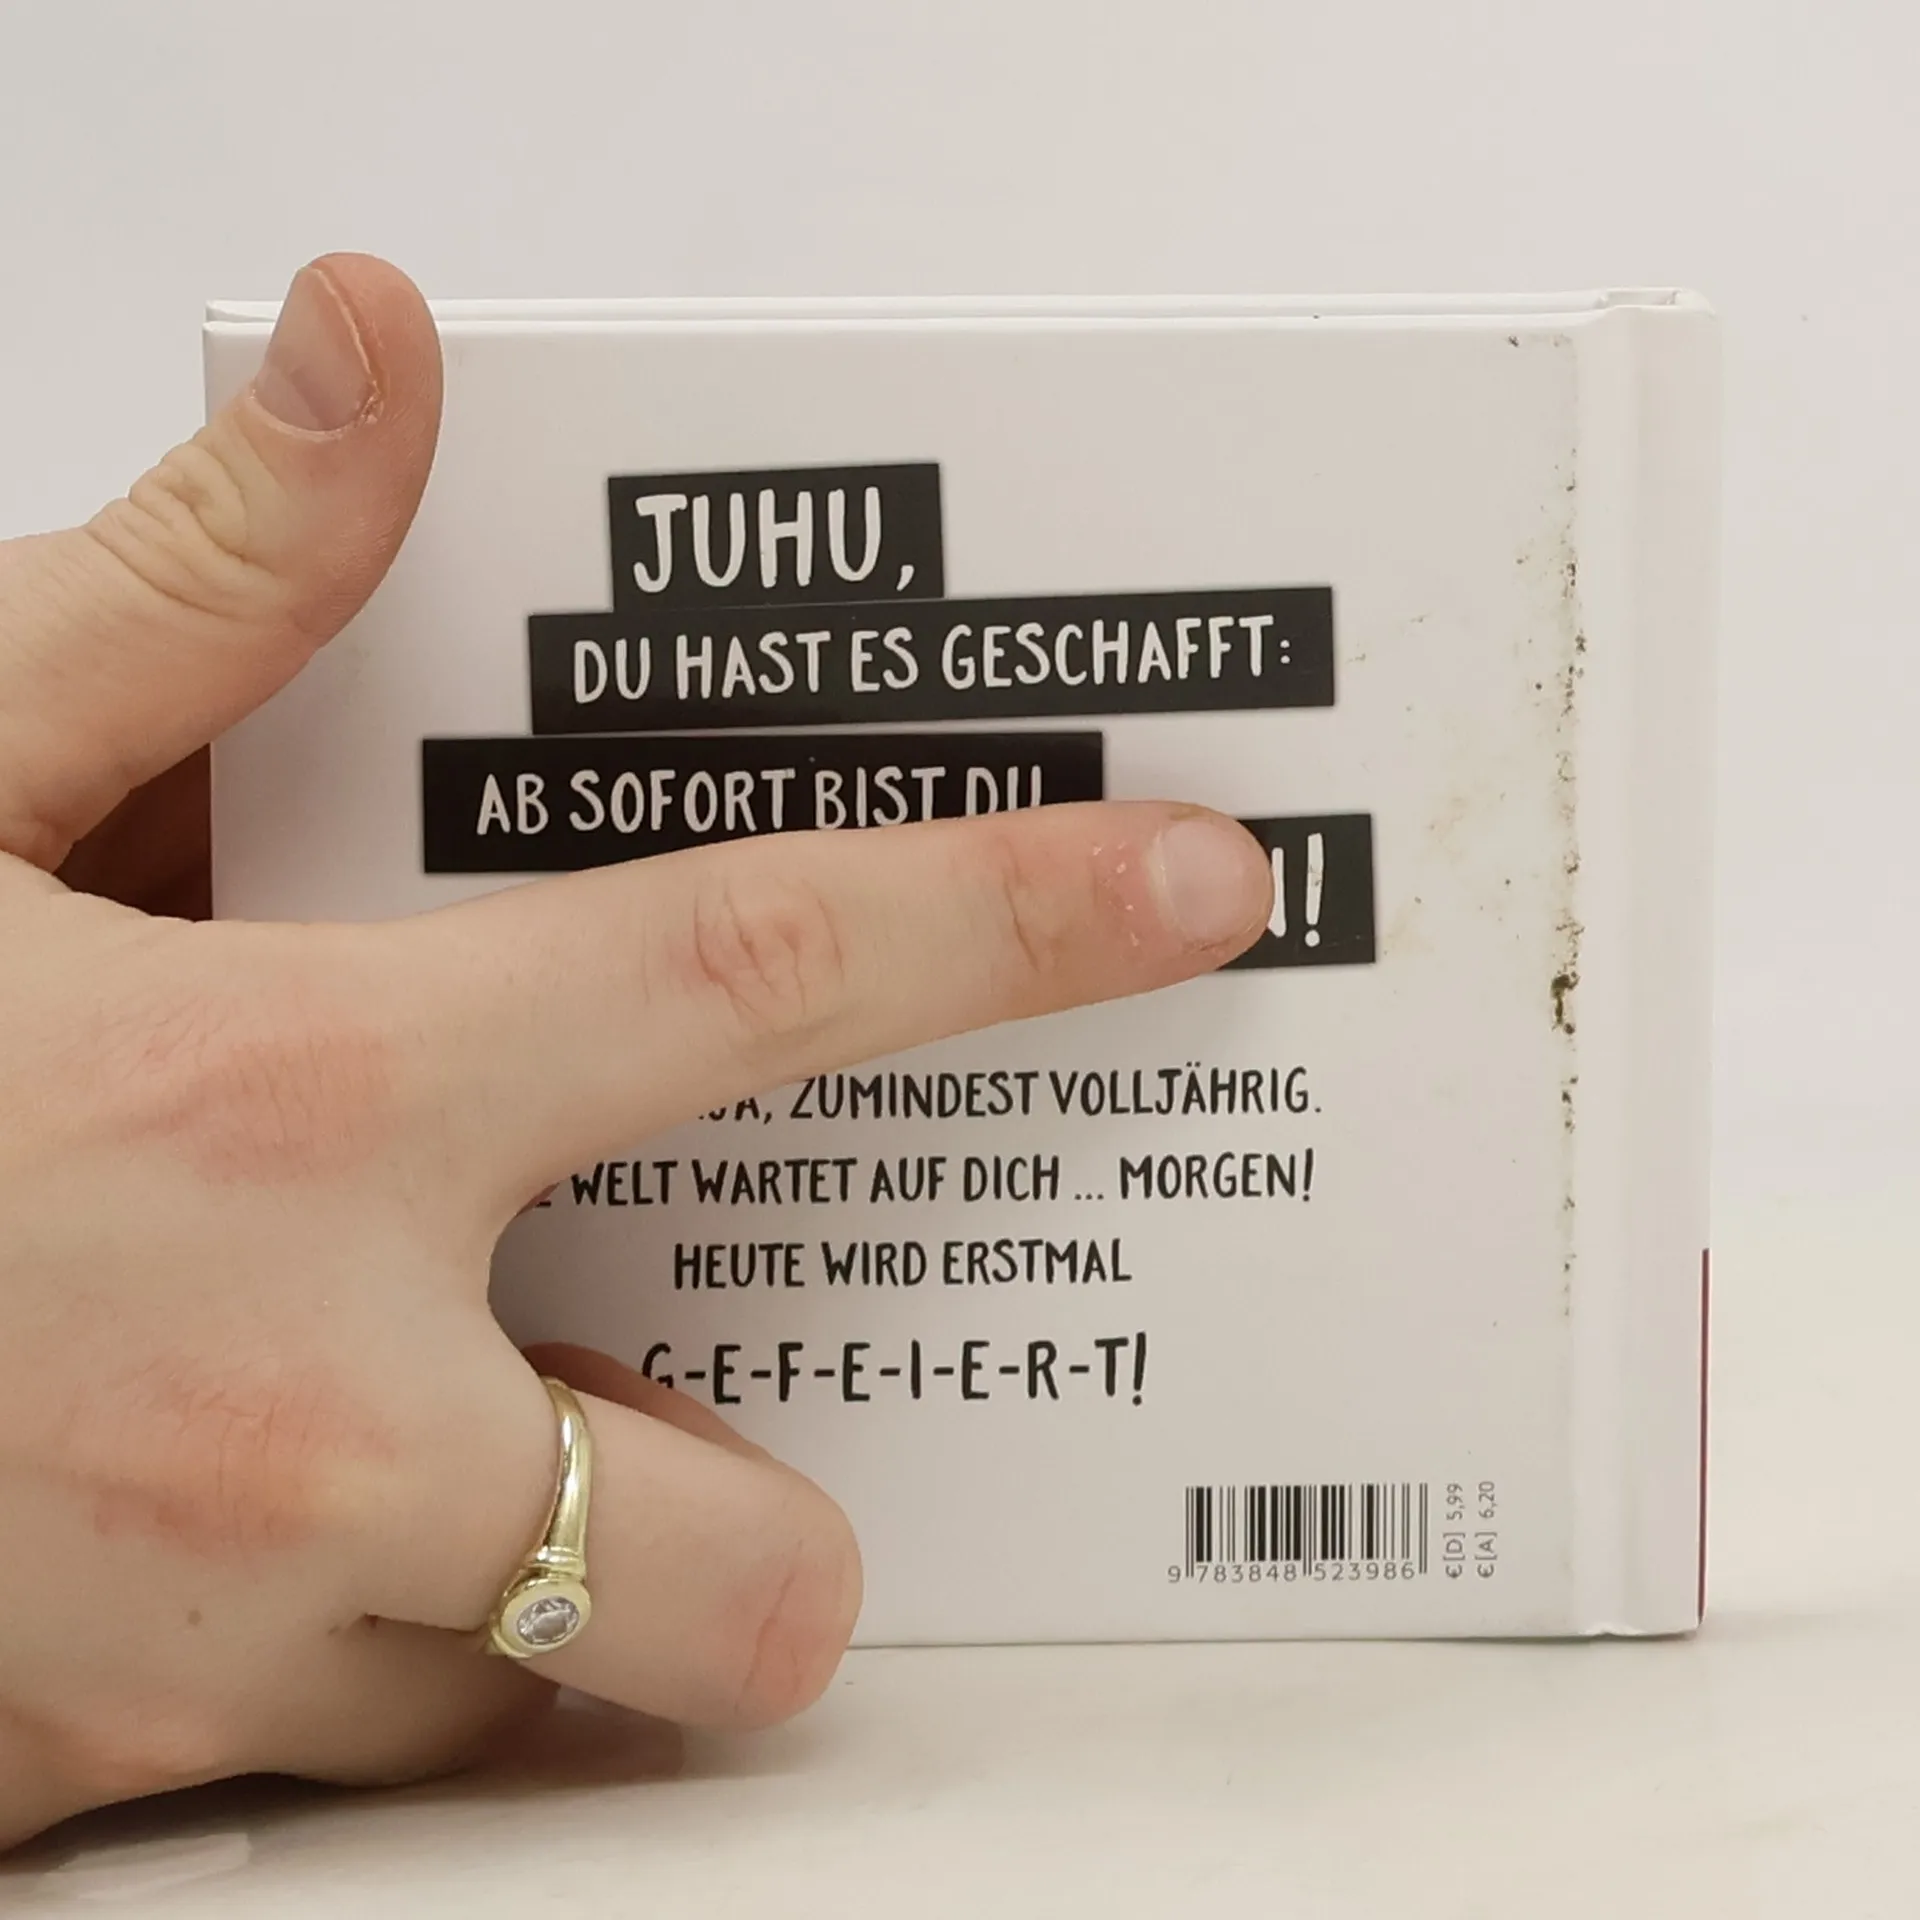 JUHU,
DU HAST ES GESCHAFFT:
AB SOFORT BIST DU
ZUMINDEST VOLLJÄHRIG.
WELT WARTET AUF DICH ... MORGEN!
HEUTE WIRD ERSTMAL
G-E-F-E-I-E-R-T!
9 783848 523986
€[D] 5,99
€[A] 6,20